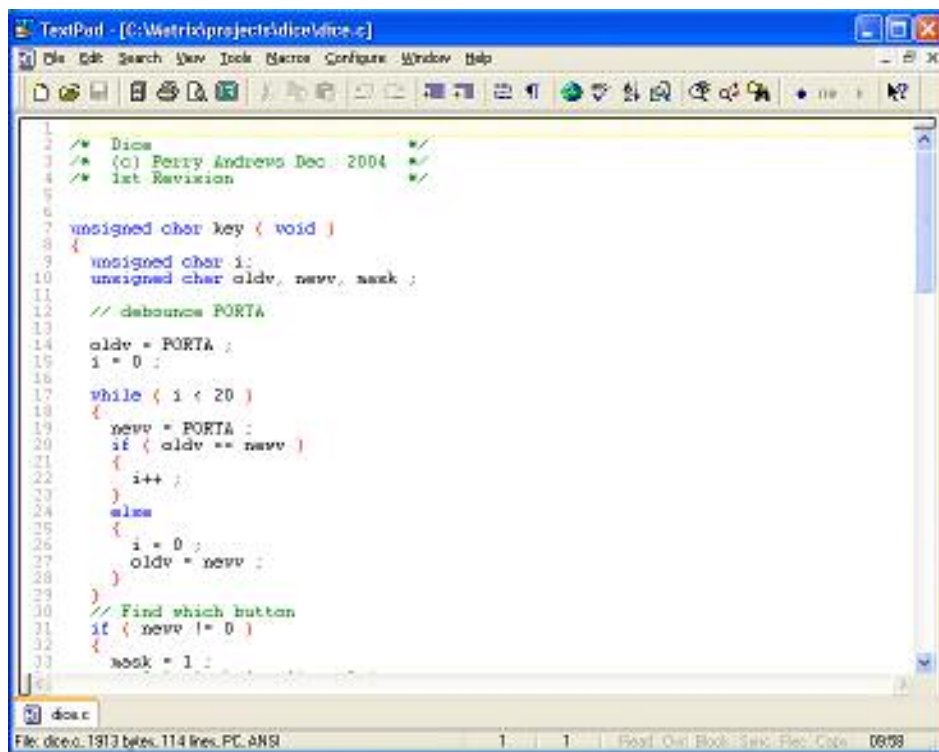 TextPad - [C:\Matrix\projects\dice\dice.c]
File Edit Search View Tools Macros Configure Window Help
1
2 /* Dice */
3 /* (c) Perry Andrews Dec 2004 */
4 /* 1st Revision */
5
6
7 unsigned char key ( void )
8 {
9 unsigned char i;
10 unsigned char oldv, newv, mask ;
11
12 // debounce PORTA
13
14 oldv = PORTA ;
15 i = 0 ;
16
17 while ( i < 20 )
18 {
19 newv = PORTA ;
20 if ( oldv == newv )
21 {
22 i++ ;
23 }
24 else
25 {
26 i = 0 ;
27 oldv = newv ;
28 }
29 }
30 // Find which button
31 if ( newv != 0 )
32 {
33 mask = 1 ;
dice.c
File: dice.c, 1913 bytes, 114 lines, PC, ANSI 1 1 Read Ovr Block Sync Rec Caps 09:58